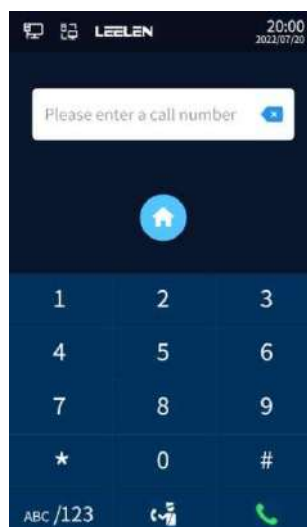 LEELEN 20:00
2022/07/20
Please enter a call number
1 2 3
4 5 6
7 8 9
* 0 #
ABC /123